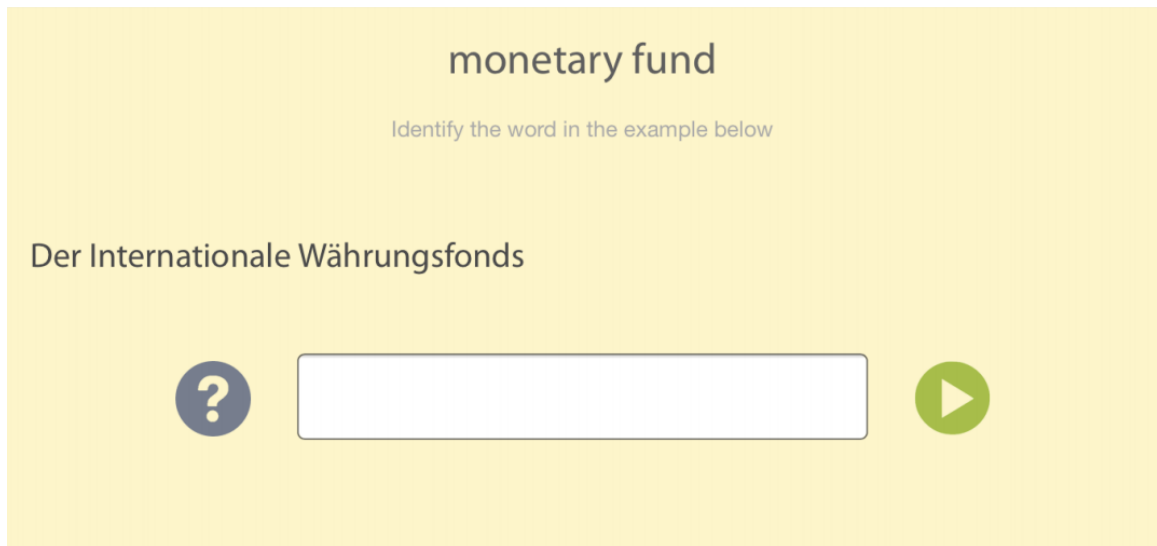 monetary fund
Identify the word in the example below
Der Internationale Währungsfonds
?